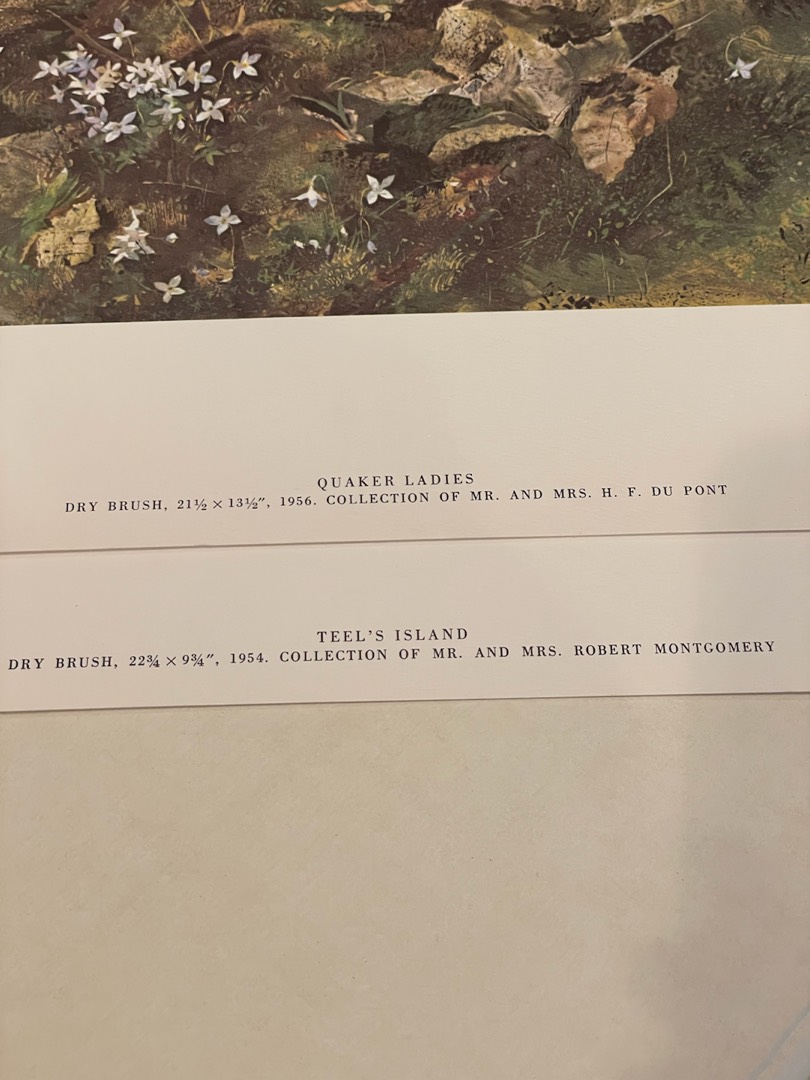 QUAKER LADIES
DRY BRUSH, 21½ × 13½″, 1956. COLLECTION OF MR. AND MRS. H. F. DU PONT
TEEL'S ISLAND
DRY BRUSH, 22¾ × 9¾″, 1954. COLLECTION OF MR. AND MRS. ROBERT MONTGOMERY